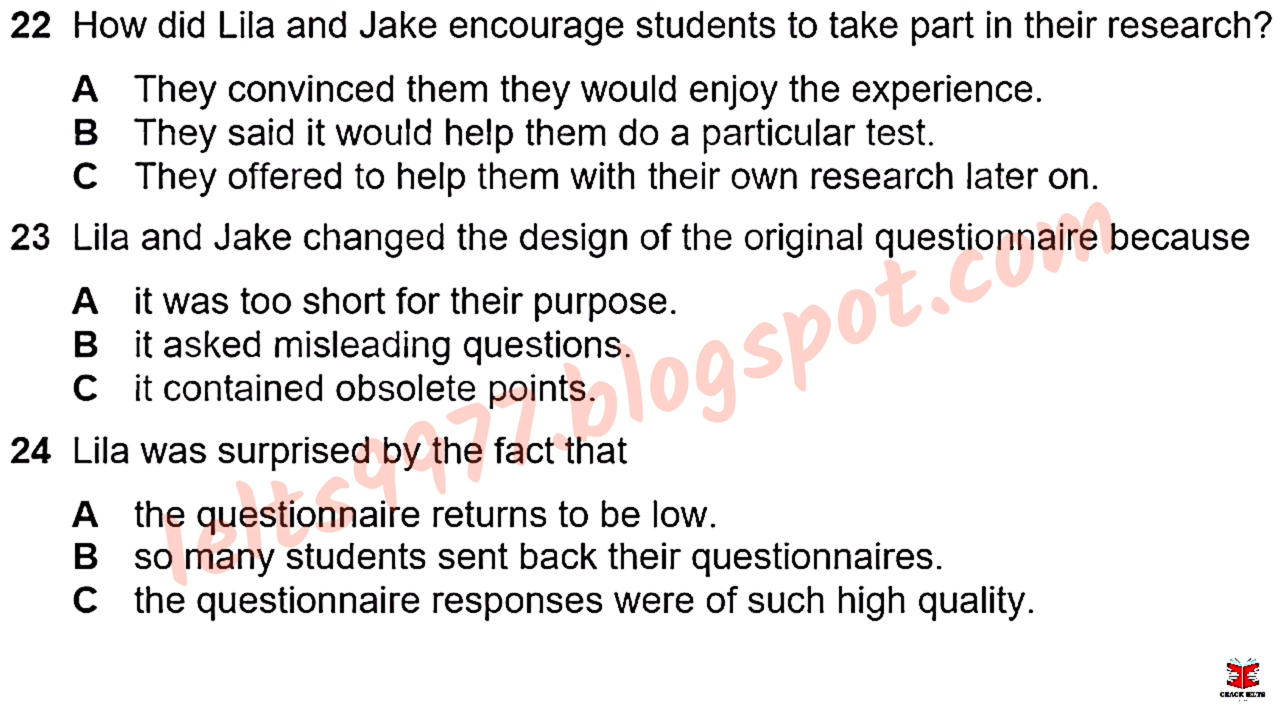 22 How did Lila and Jake encourage students to take part in their research?
A They convinced them they would enjoy the experience.
B They said it would help them do a particular test.
C They offered to help them with their own research later on.
23 Lila and Jake changed the design of the original questionnaire because
A it was too short for their purpose.
B it asked misleading questions.
C it contained obsolete points.
24 Lila was surprised by the fact that
A the questionnaire returns to be low.
B so many students sent back their questionnaires.
C the questionnaire responses were of such high quality.
Ielts9977.blogspot.com
CRACK IELTS